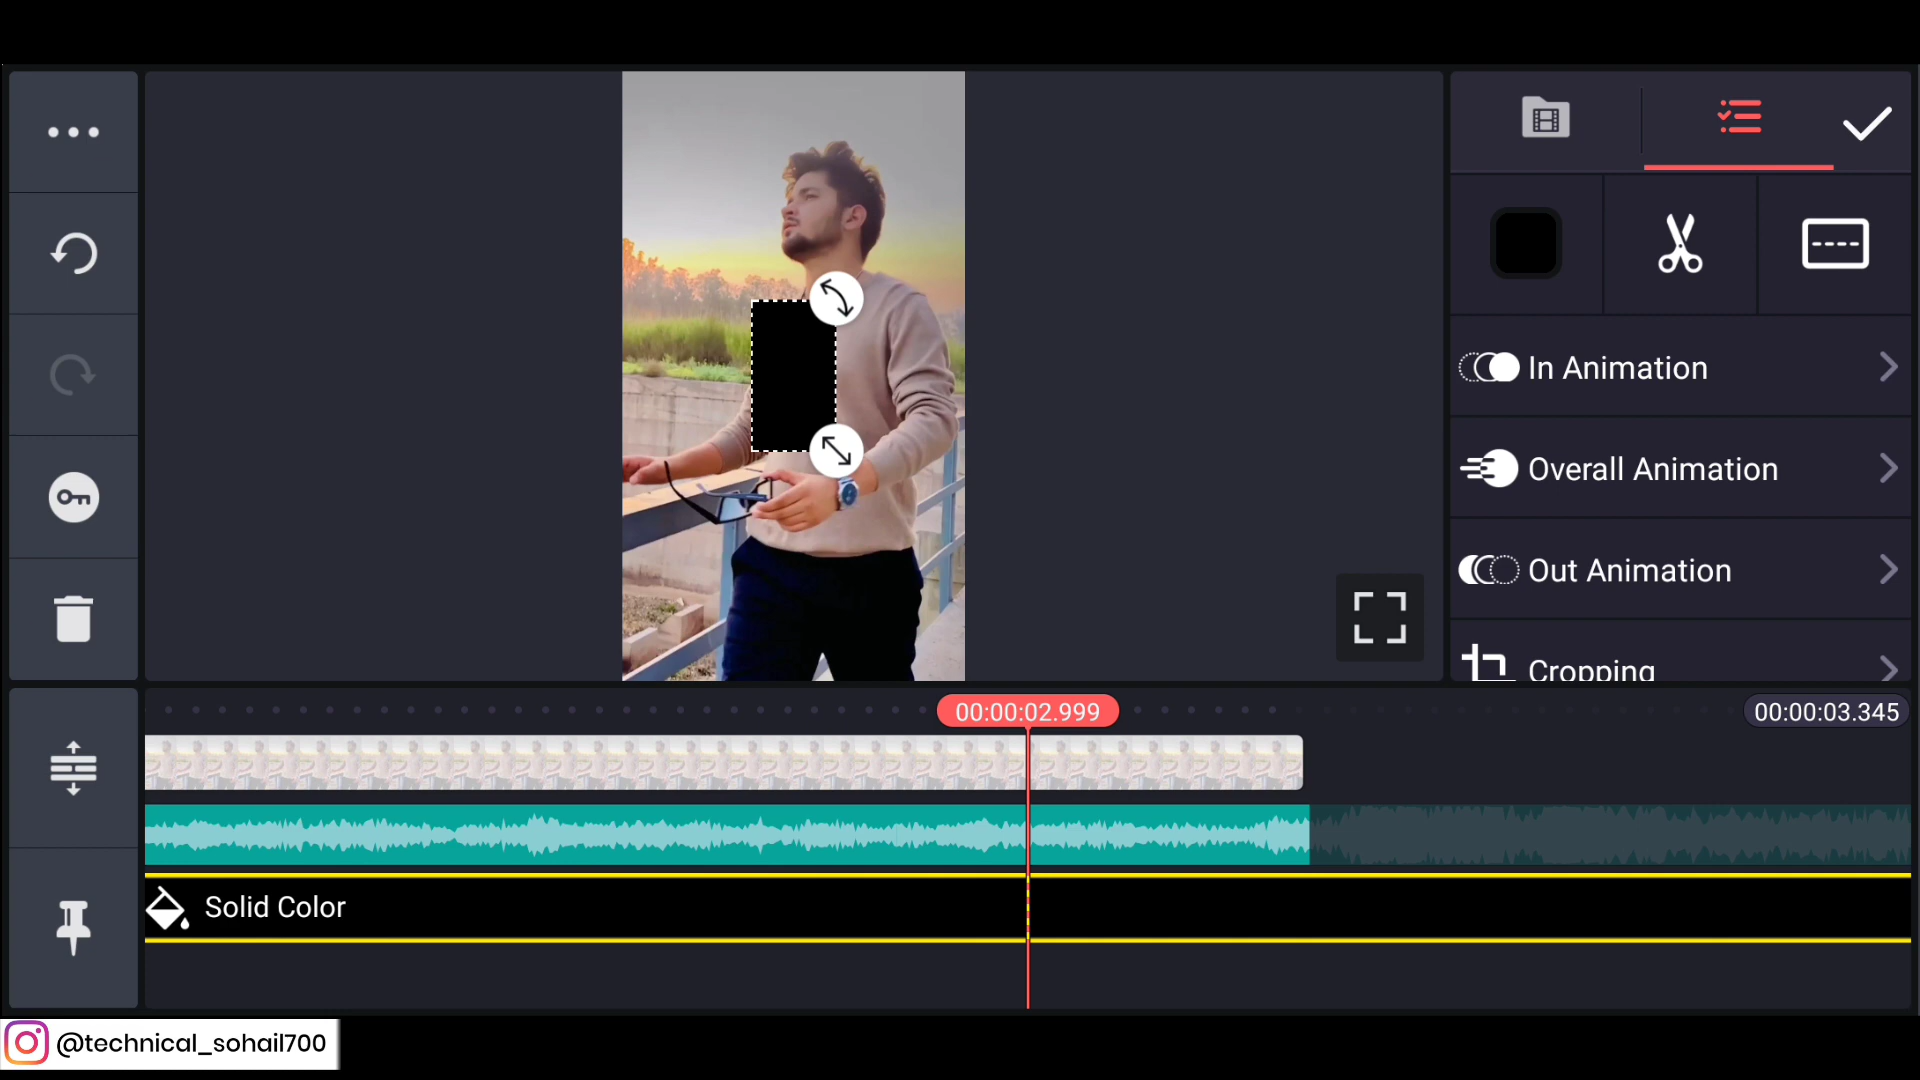 In Animation
Overall Animation
Out Animation
Cropping
00:00:02.999
00:00:03.345
Solid Color
@technical_sohail700